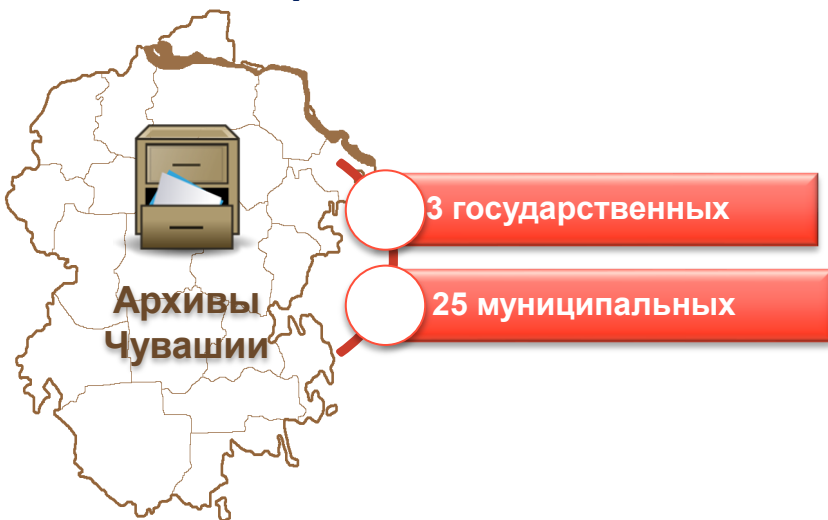 Архивы
Чувашии
3 государственных
25 муниципальных